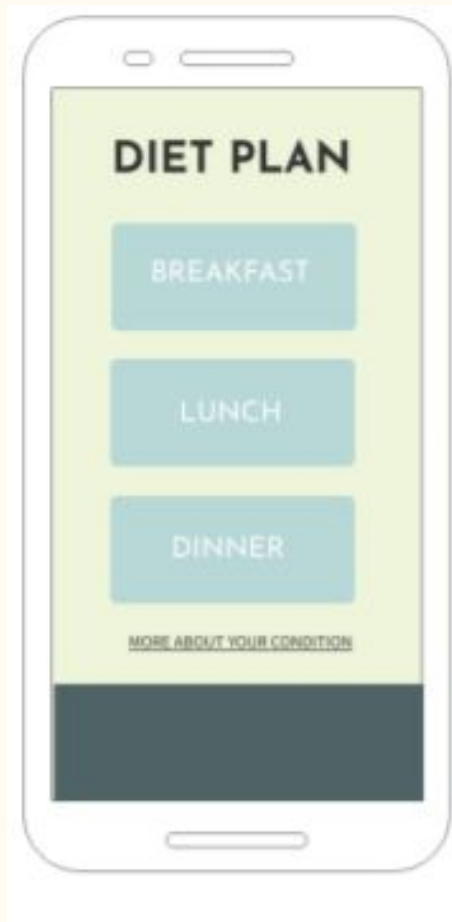 DIET PLAN
BREAKFAST
LUNCH
DINNER
MORE ABOUT YOUR CONDITION